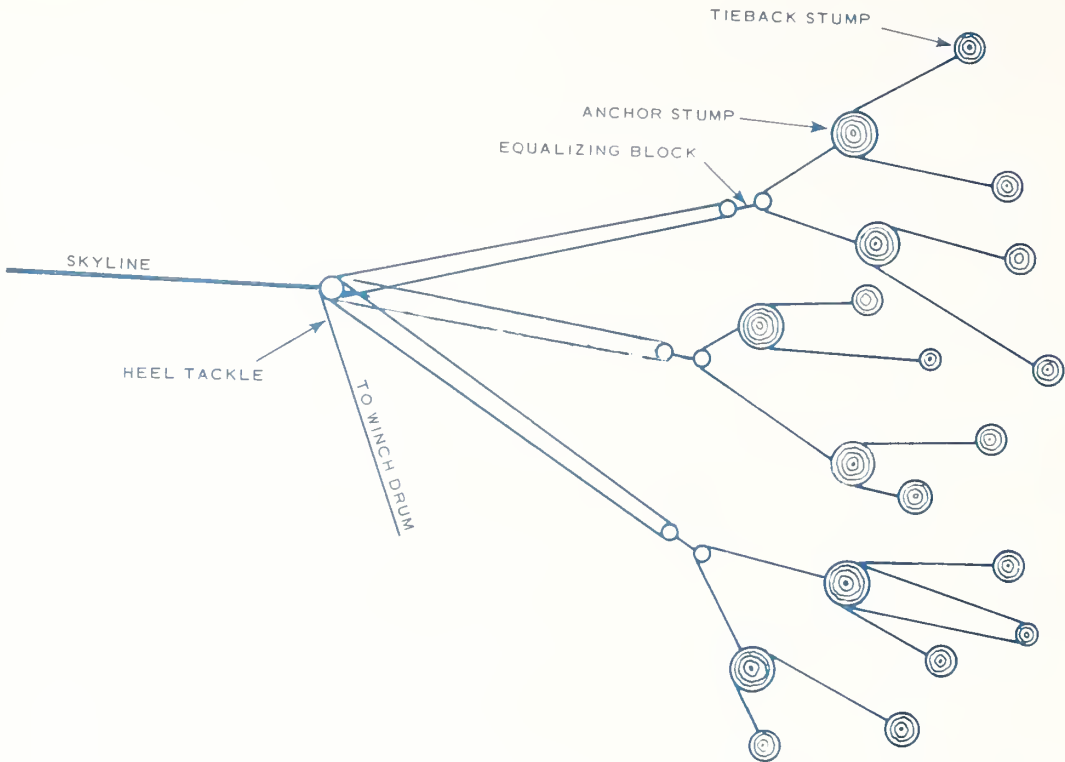 TIEBACK STUMP
ANCHOR STUMP
EQUALIZING BLOCK
SKYLINE
HEEL TACKLE
TO WINCH DRUM